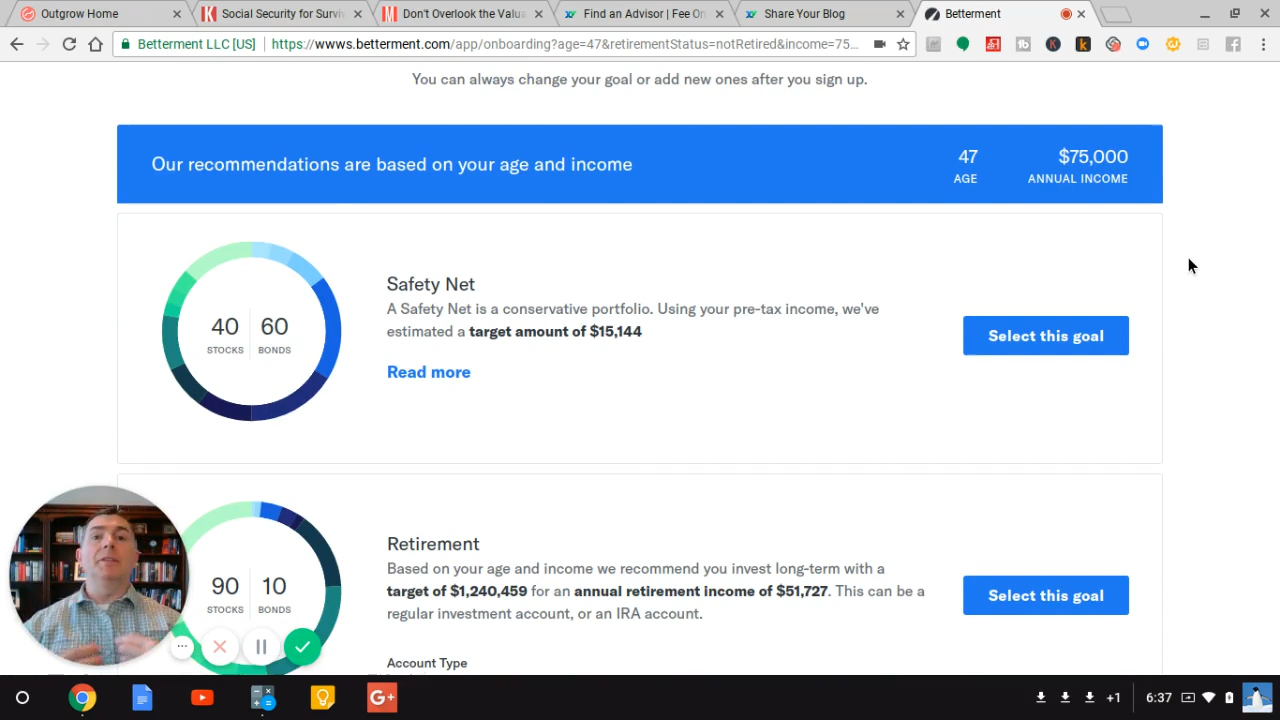 Outgrow Home
Social Security for Surviv
Don't Overlook the Value
Find an Advisor | Fee On
Share Your Blog
Betterment
Betterment LLC [US]
https://wwws.betterment.com/app/onboarding?age=47&retirementStatus=notRetired&income=75...
You can always change your goal or add new ones after you sign up.
Our recommendations are based on your age and income
47
AGE
$75,000
ANNUAL INCOME
40
STOCKS
60
BONDS
Safety Net
A Safety Net is a conservative portfolio. Using your pre-tax income, we've
estimated a target amount of $15,144
Read more
Select this goal
90
STOCKS
10
BONDS
Retirement
Based on your age and income we recommend you invest long-term with a
target of $1,240,459 for an annual retirement income of $51,727. This can be a
regular investment account, or an IRA account.
Select this goal
Account Type
G+
+1
6:37